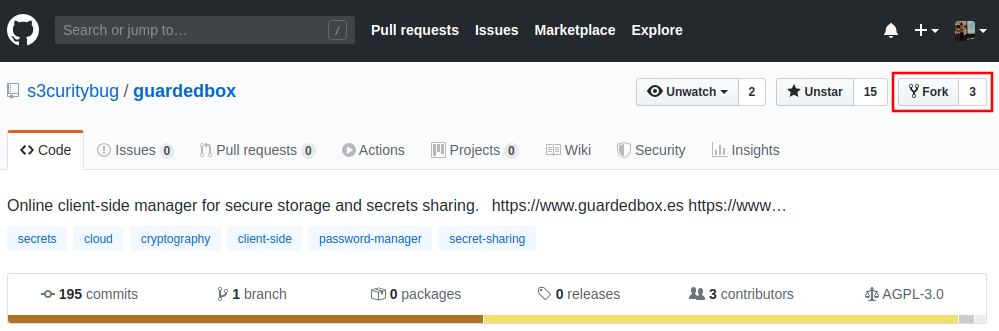 Search or jump to… / Pull requests Issues Marketplace Explore
s3curitybug / guardedbox Unwatch 2 Unstar 15 Fork 3
Code Issues 0 Pull requests 0 Actions Projects 0 Wiki Security Insights
Online client-side manager for secure storage and secrets sharing. https://www.guardedbox.es https://www…
secrets cloud cryptography client-side password-manager secret-sharing
195 commits 1 branch 0 packages 0 releases 3 contributors AGPL-3.0